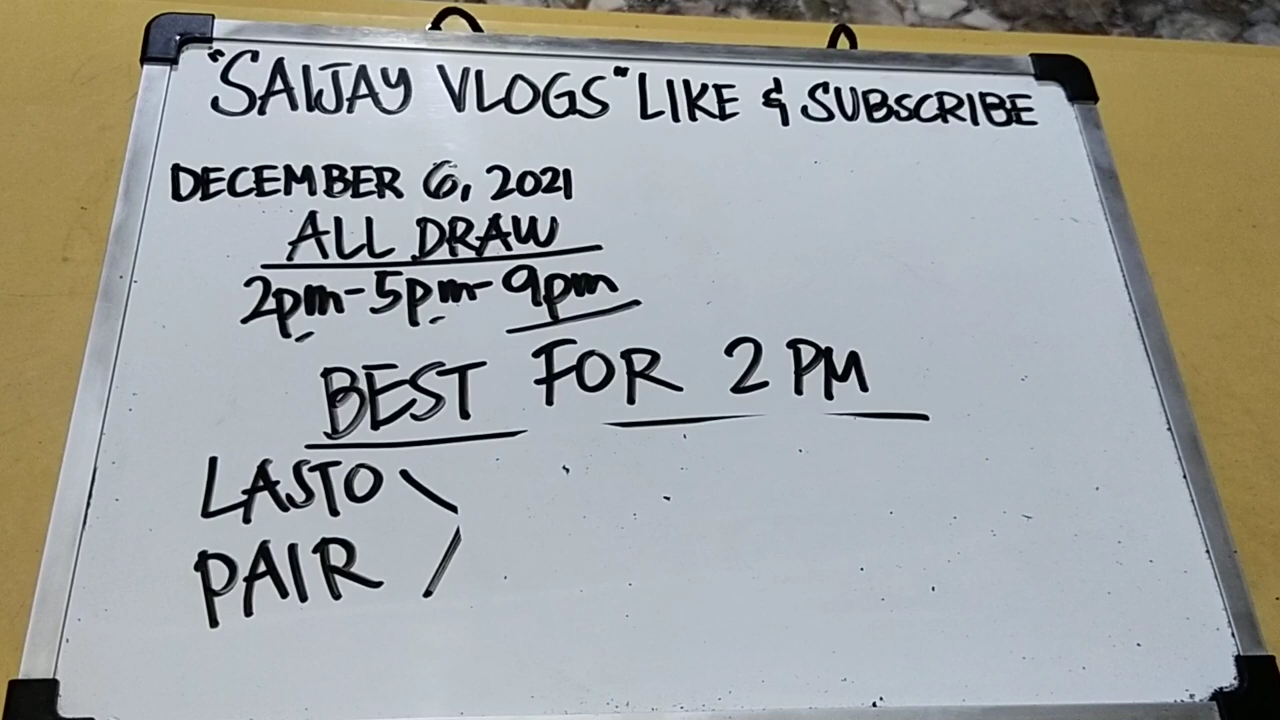 "SAIJAY VLOGS" LIKE & SUBSCRIBE
DECEMBER 6, 2021
ALL DRAW
2pm-5pm-9pm
BEST FOR 2 PM
LASTO \
PAIR /